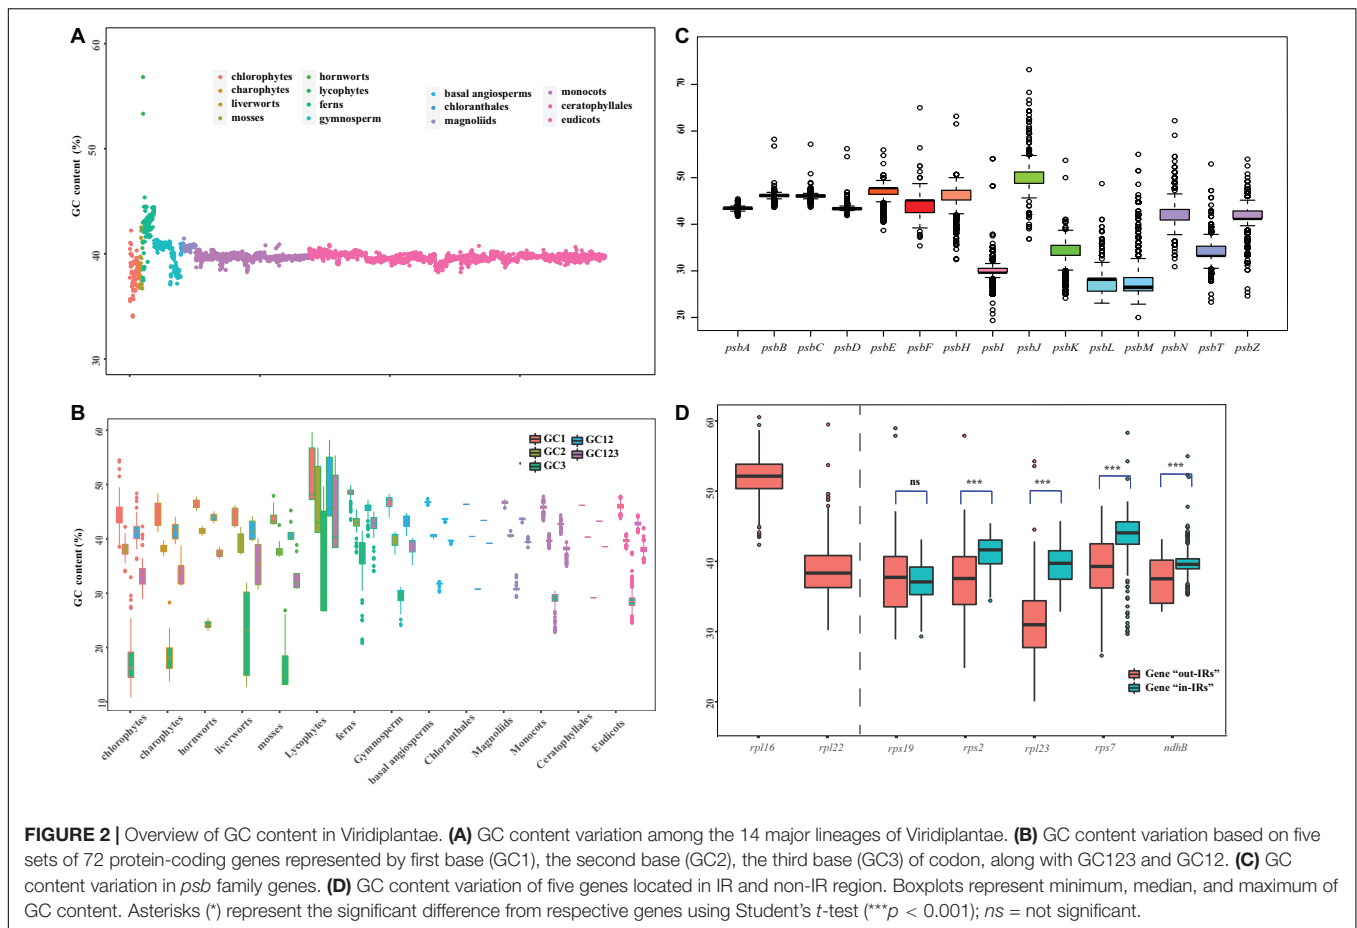 A
GC content (%)
60
50
40
30
chlorophytes
charophytes
liverworts
mosses
hornworts
lycophytes
ferns
gymnosperm
basal angiosperms
chloranthales
magnoliids
monocots
ceratophyllales
eudicots
C
70
60
50
40
30
20
psbA psbB psbC psbD psbE psbF psbH psbI psbJ psbK psbL psbM psbN psbT psbZ
B
GC content (%)
60
50
40
30
20
10
GC1
GC2
GC3
GC12
GC123
chlorophytes
charophytes
hornworts
liverworts
mosses
Lycophytes
ferns
Gymnosperm
basal angiosperms
Chloranthales
Magnoliids
Monocots
Ceratophyllales
Eudicots
D
60
50
40
30
20
ns
***
***
***
***
Gene "out-IRs"
Gene "in-IRs"
rpl16 rpl22 rps19 rps2 rpl23 rps7 ndhB
FIGURE 2 | Overview of GC content in Viridiplantae. (A) GC content variation among the 14 major lineages of Viridiplantae. (B) GC content variation based on five
sets of 72 protein-coding genes represented by first base (GC1), the second base (GC2), the third base (GC3) of codon, along with GC123 and GC12. (C) GC
content variation in psb family genes. (D) GC content variation of five genes located in IR and non-IR region. Boxplots represent minimum, median, and maximum of
GC content. Asterisks (*) represent the significant difference from respective genes using Student's t-test (***p < 0.001); ns = not significant.